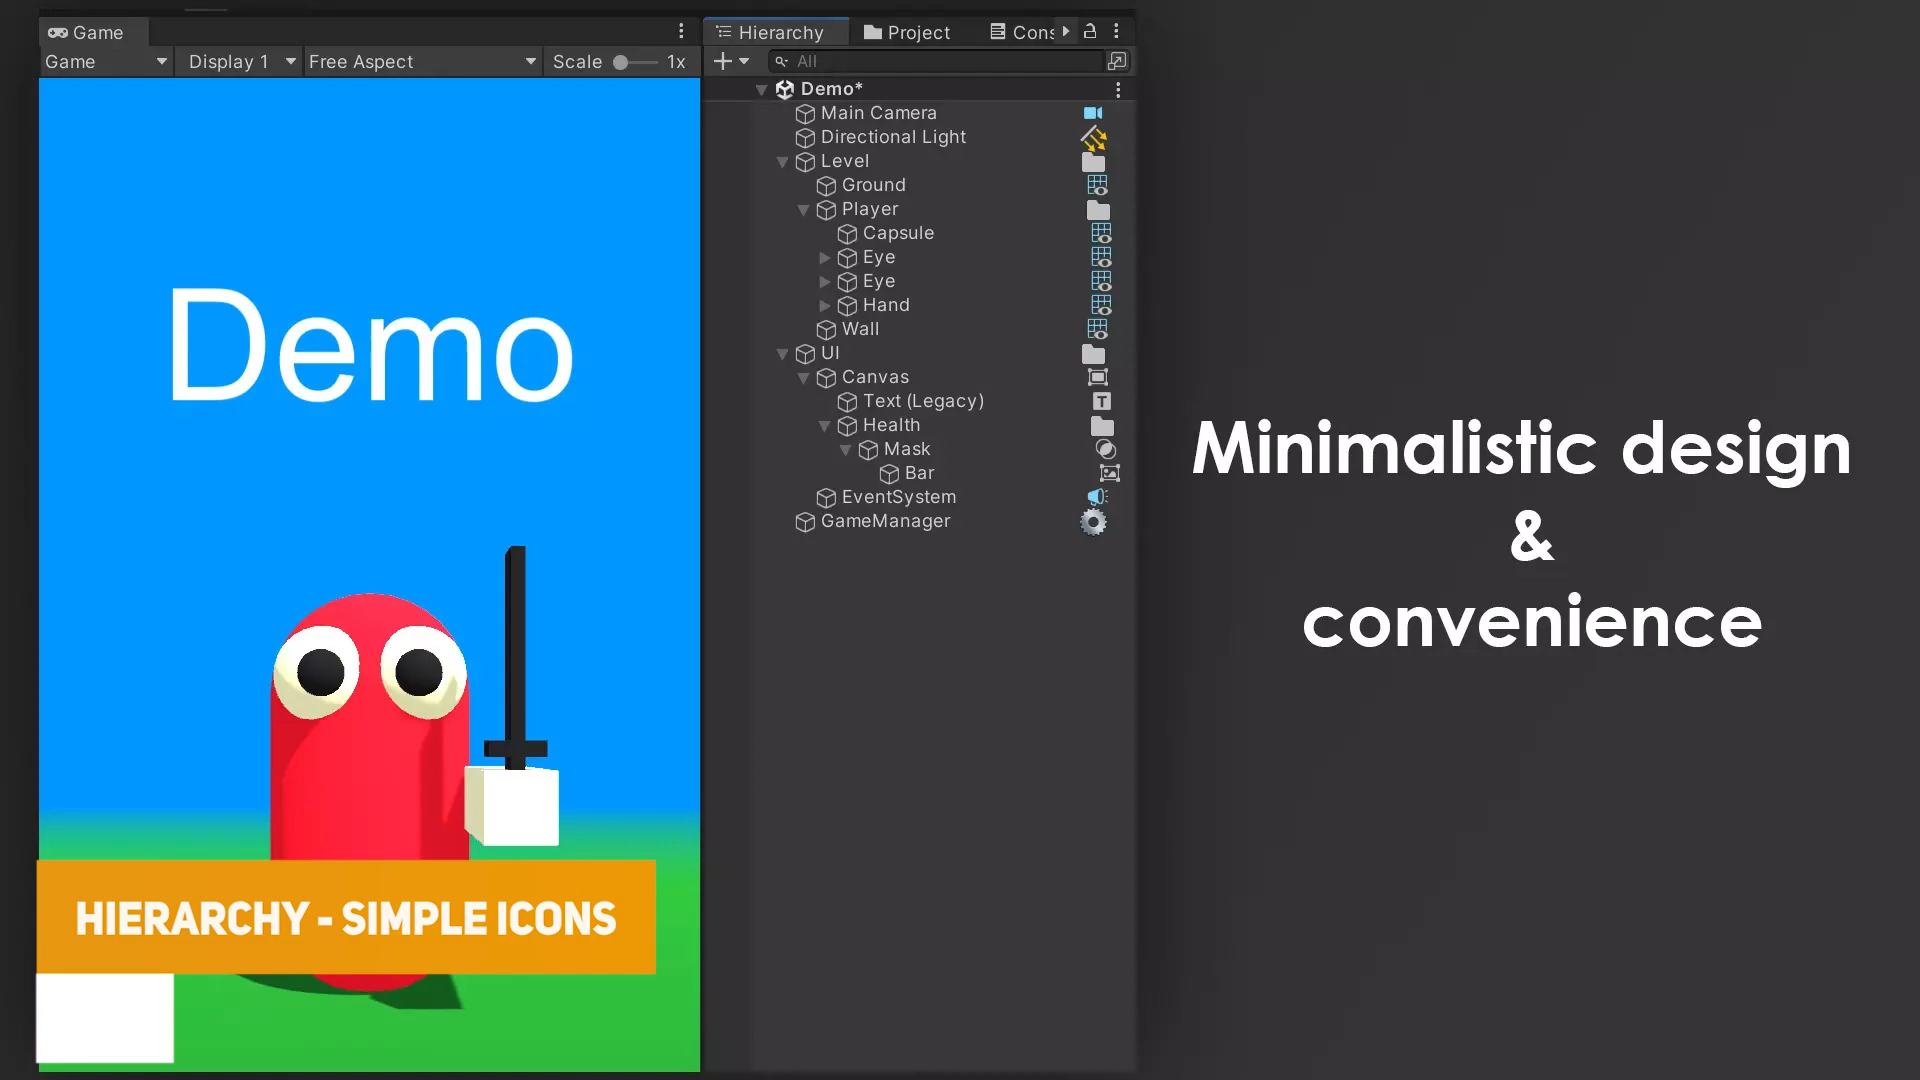 Game
Game
Display 1
Free Aspect
Scale
1x
Demo
HIERARCHY - SIMPLE ICONS
Hierarchy
Project
Cons
All
Demo*
Main Camera
Directional Light
Level
Ground
Player
Capsule
Eye
Eye
Hand
Wall
UI
Canvas
Text (Legacy)
T
Health
Mask
Bar
EventSystem
GameManager
Minimalistic design
&
convenience